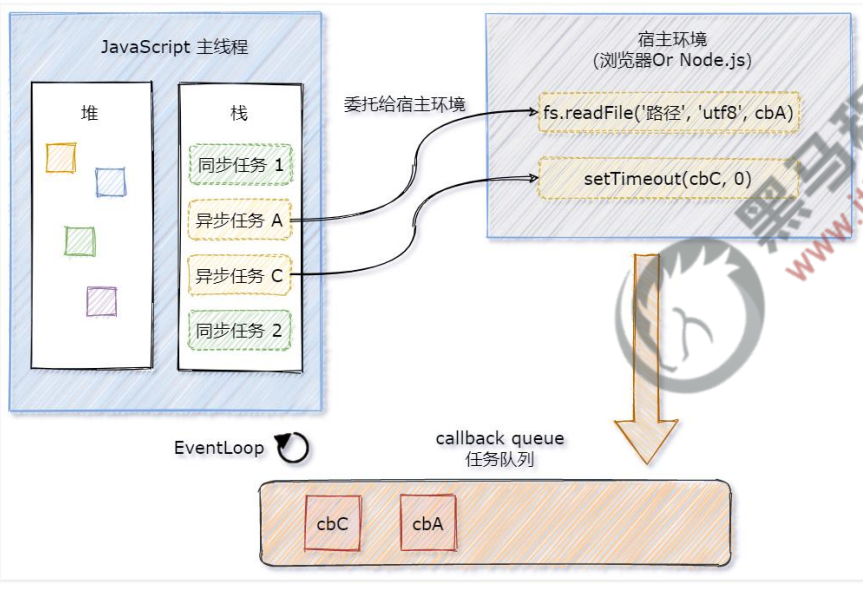 JavaScript 主线程
堆
栈
同步任务 1
异步任务 A
异步任务 C
同步任务 2
委托给宿主环境
宿主环境
(浏览器Or Node.js)
fs.readFile('路径', 'utf8', cbA)
setTimeout(cbC, 0)
黑马程
www.it
EventLoop
callback queue
任务队列
cbC
cbA